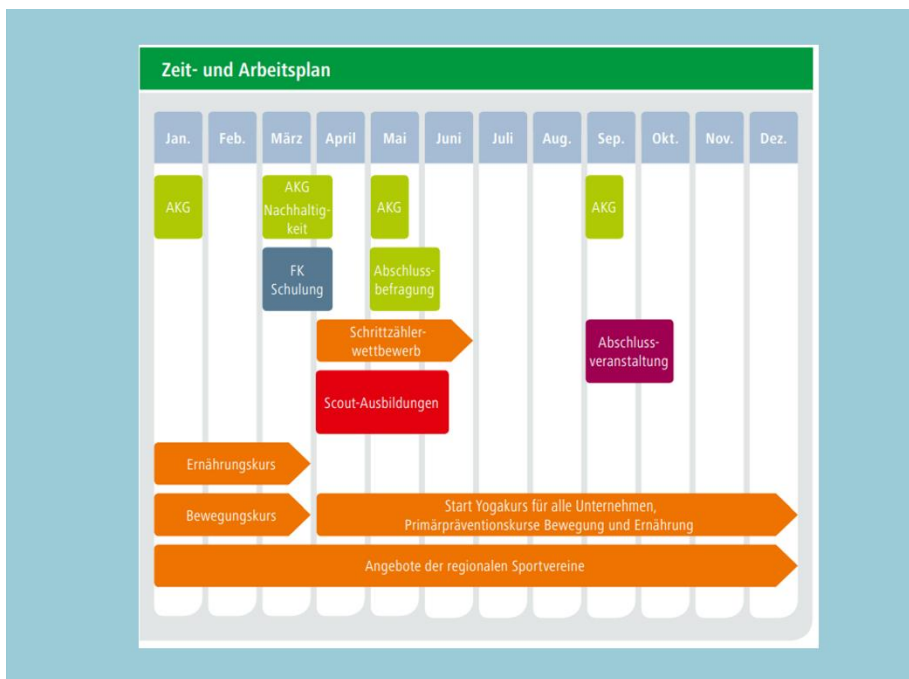 Zeit- und Arbeitsplan
Jan. Feb. März April Mai Juni Juli Aug. Sep. Okt. Nov. Dez.
AKG
AKG
Nachhaltig-
keit
AKG
AKG
FK
Schulung
Abschluss-
befragung
Schrittzähler-
wettbewerb
Abschluss-
veranstaltung
Scout-Ausbildungen
Ernährungskurs
Bewegungskurs
Start Yogakurs für alle Unternehmen,
Primärpräventionskurse Bewegung und Ernährung
Angebote der regionalen Sportvereine